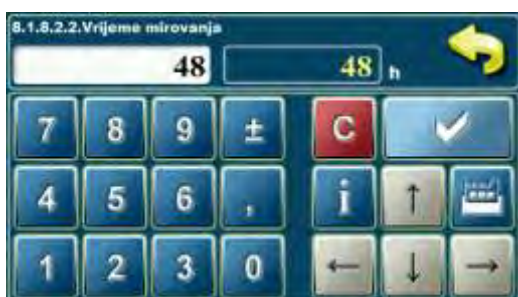 8.1.8.2.2.Vrijeme mirovanja
48 48 h
7 8 9 ± C
4 5 6 , i ↑
1 2 3 0 ← ↓ →